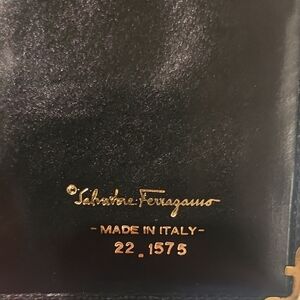 ©Salvatore Ferragamo
- MADE IN ITALY -
22.1575